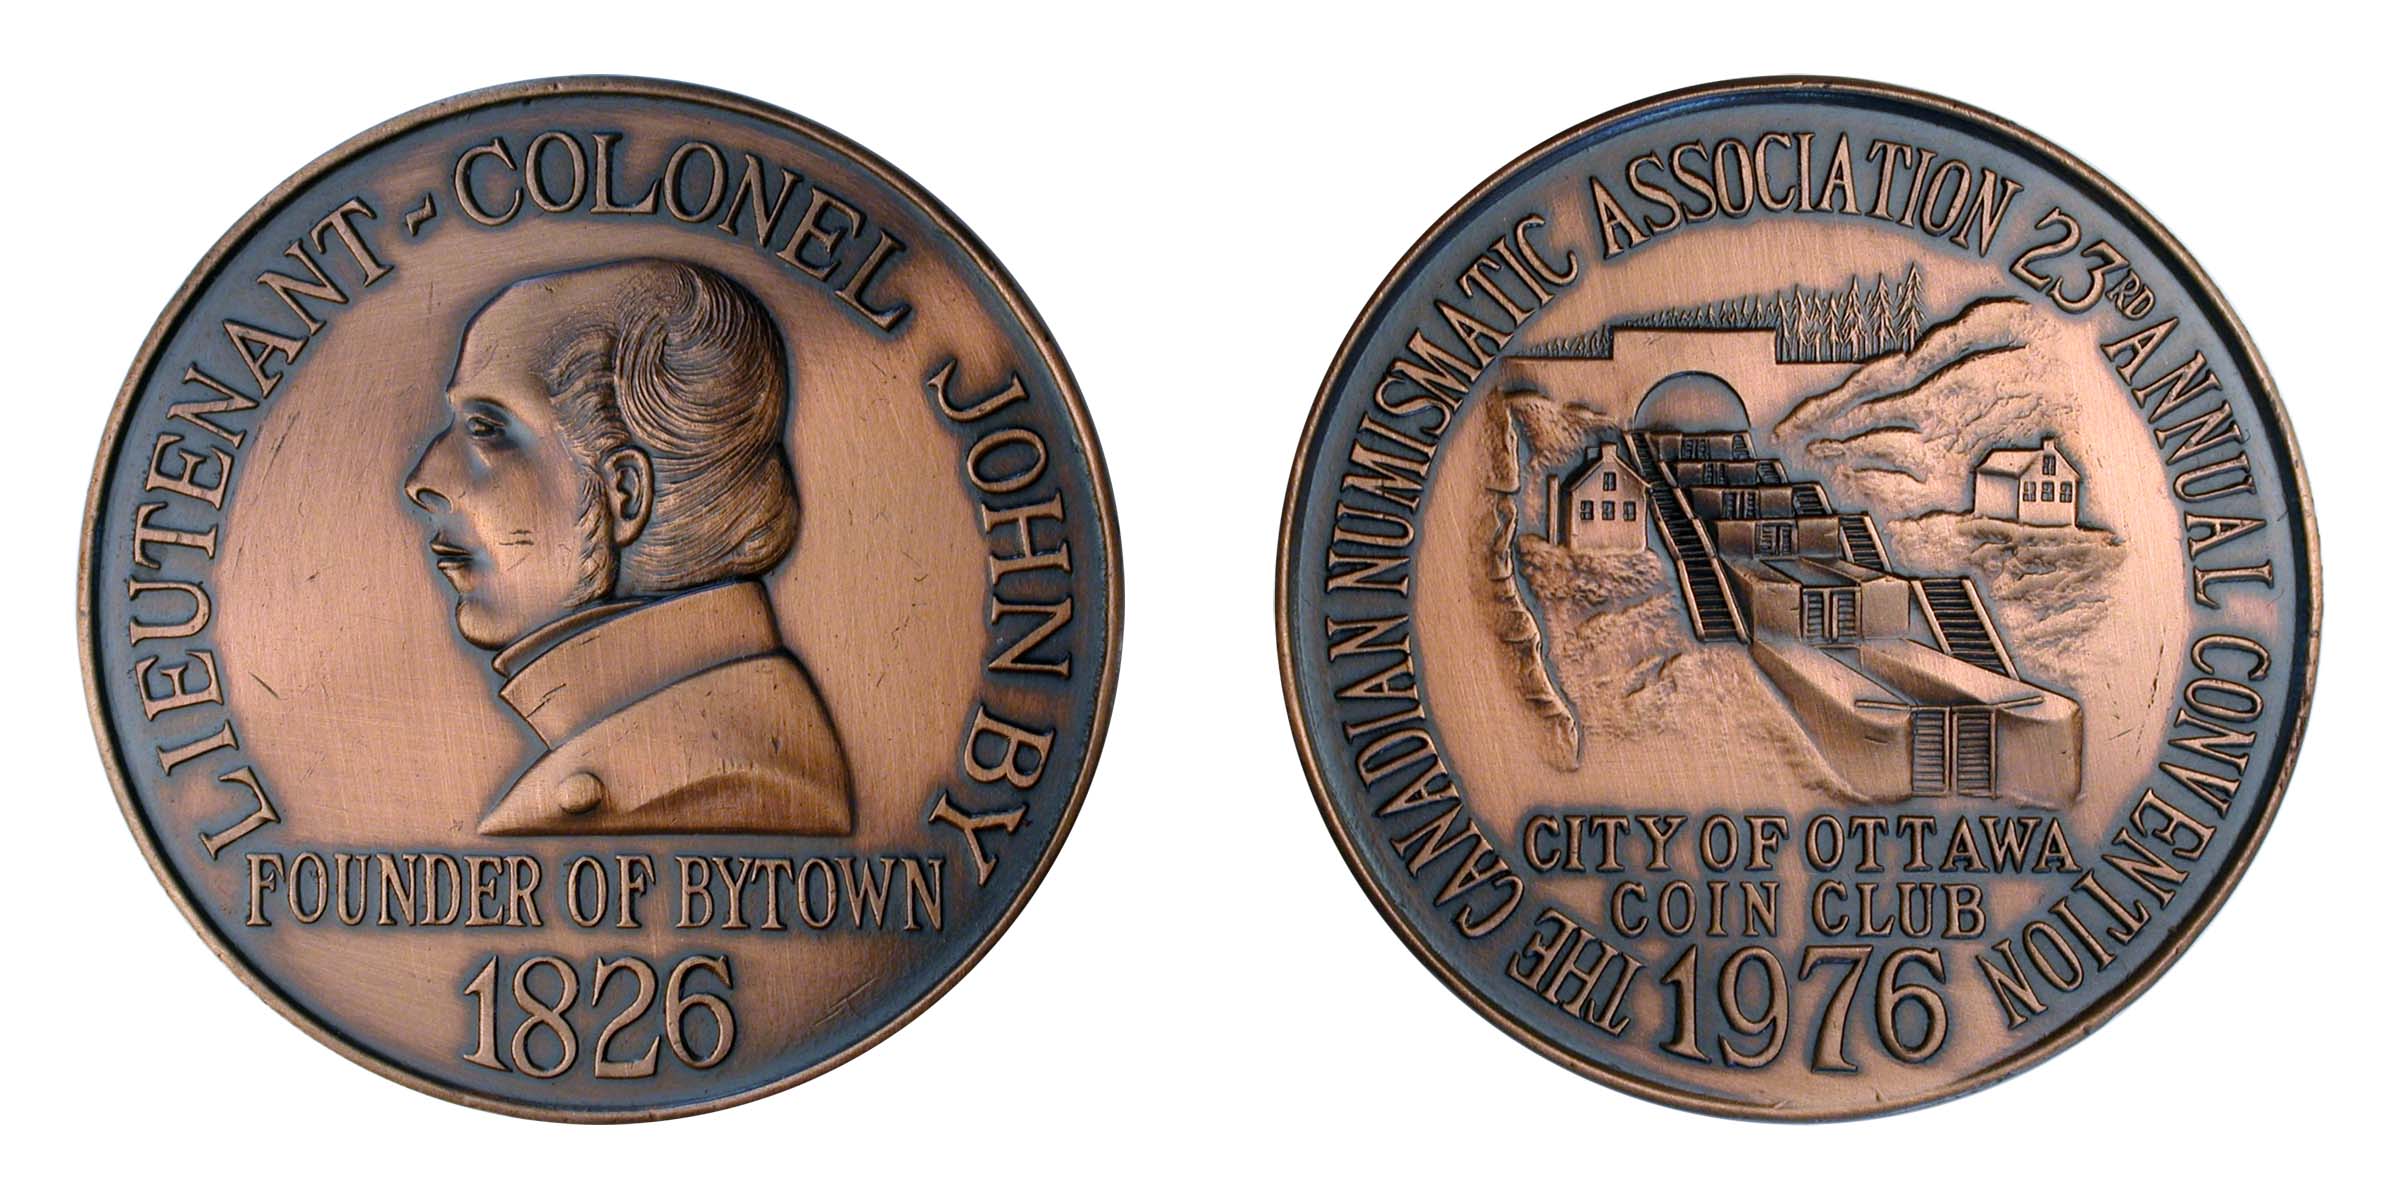 LIEUTENANT-COLONEL JOHN BY
FOUNDER OF BYTOWN
1826
THE CANADIAN NUMISMATIC ASSOCIATION 23RD ANNUAL CONVENTION
CITY OF OTTAWA
COIN CLUB
1976